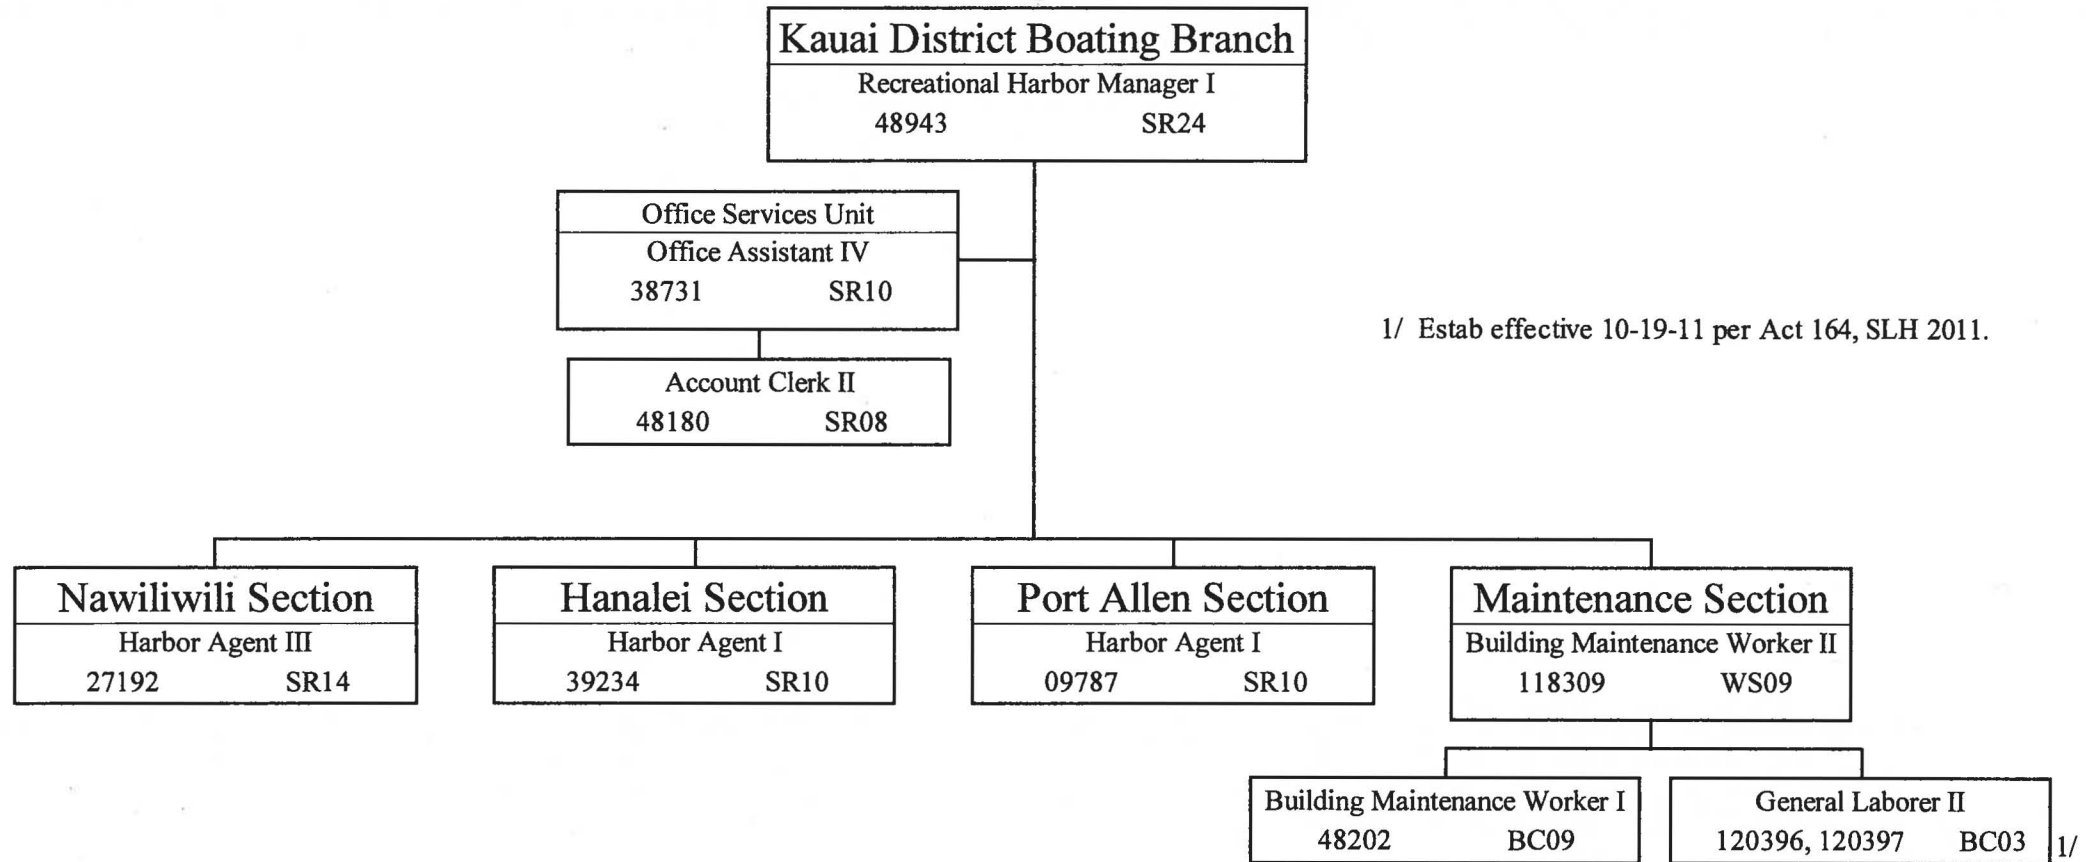 Kauai District Boating Branch
Recreational Harbor Manager I
48943 SR24
Office Services Unit
Office Assistant IV
38731 SR10
1/ Estab effective 10-19-11 per Act 164, SLH 2011.
Account Clerk II
48180 SR08
Nawiliwili Section
Harbor Agent III
27192 SR14
Hanalei Section
Harbor Agent I
39234 SR10
Port Allen Section
Harbor Agent I
09787 SR10
Maintenance Section
Building Maintenance Worker II
118309 WS09
Building Maintenance Worker I
48202 BC09
General Laborer II
120396, 120397 BC03 1/